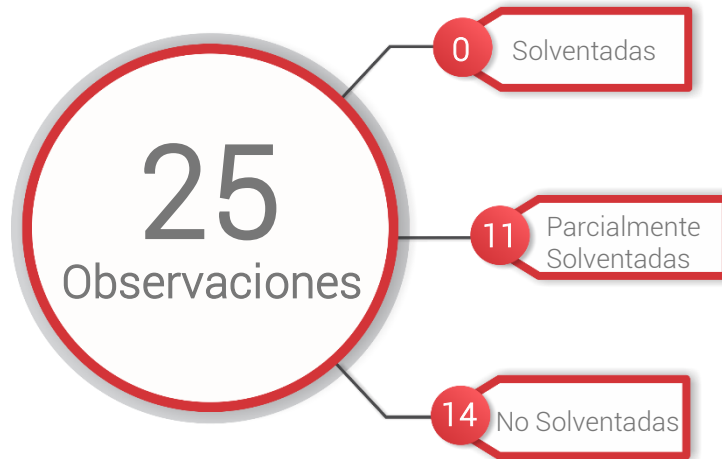 25
Observaciones
0
Solventadas
11
Parcialmente
Solventadas
14
No Solventadas